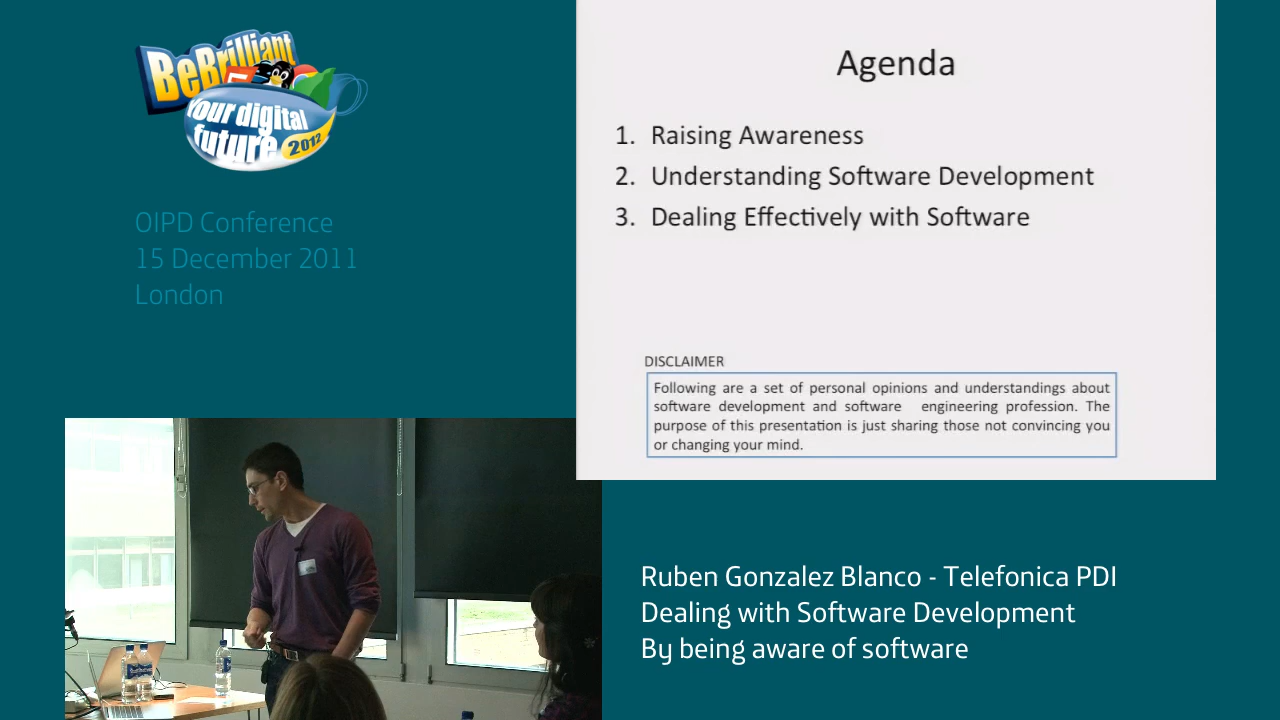 BeBrilliant
Your digital
future
2012
OIPD Conference
15 December 2011
London
Agenda
1. Raising Awareness
2. Understanding Software Development
3. Dealing Effectively with Software
DISCLAIMER
Following are a set of personal opinions and understandings about
software development and software engineering profession. The
purpose of this presentation is just sharing those not convincing you
or changing your mind.
Ruben Gonzalez Blanco - Telefonica PDI
Dealing with Software Development
By being aware of software